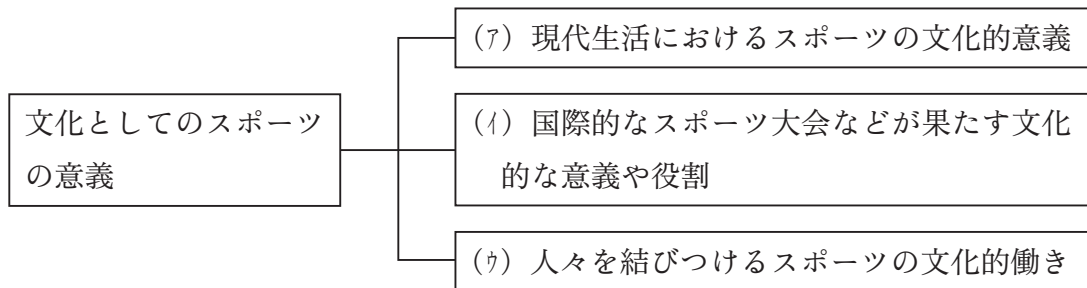 文化としてのスポーツ
の意義
(ｱ) 現代生活におけるスポーツの文化的意義
(ｲ) 国際的なスポーツ大会などが果たす文化
的な意義や役割
(ｳ) 人々を結びつけるスポーツの文化的働き